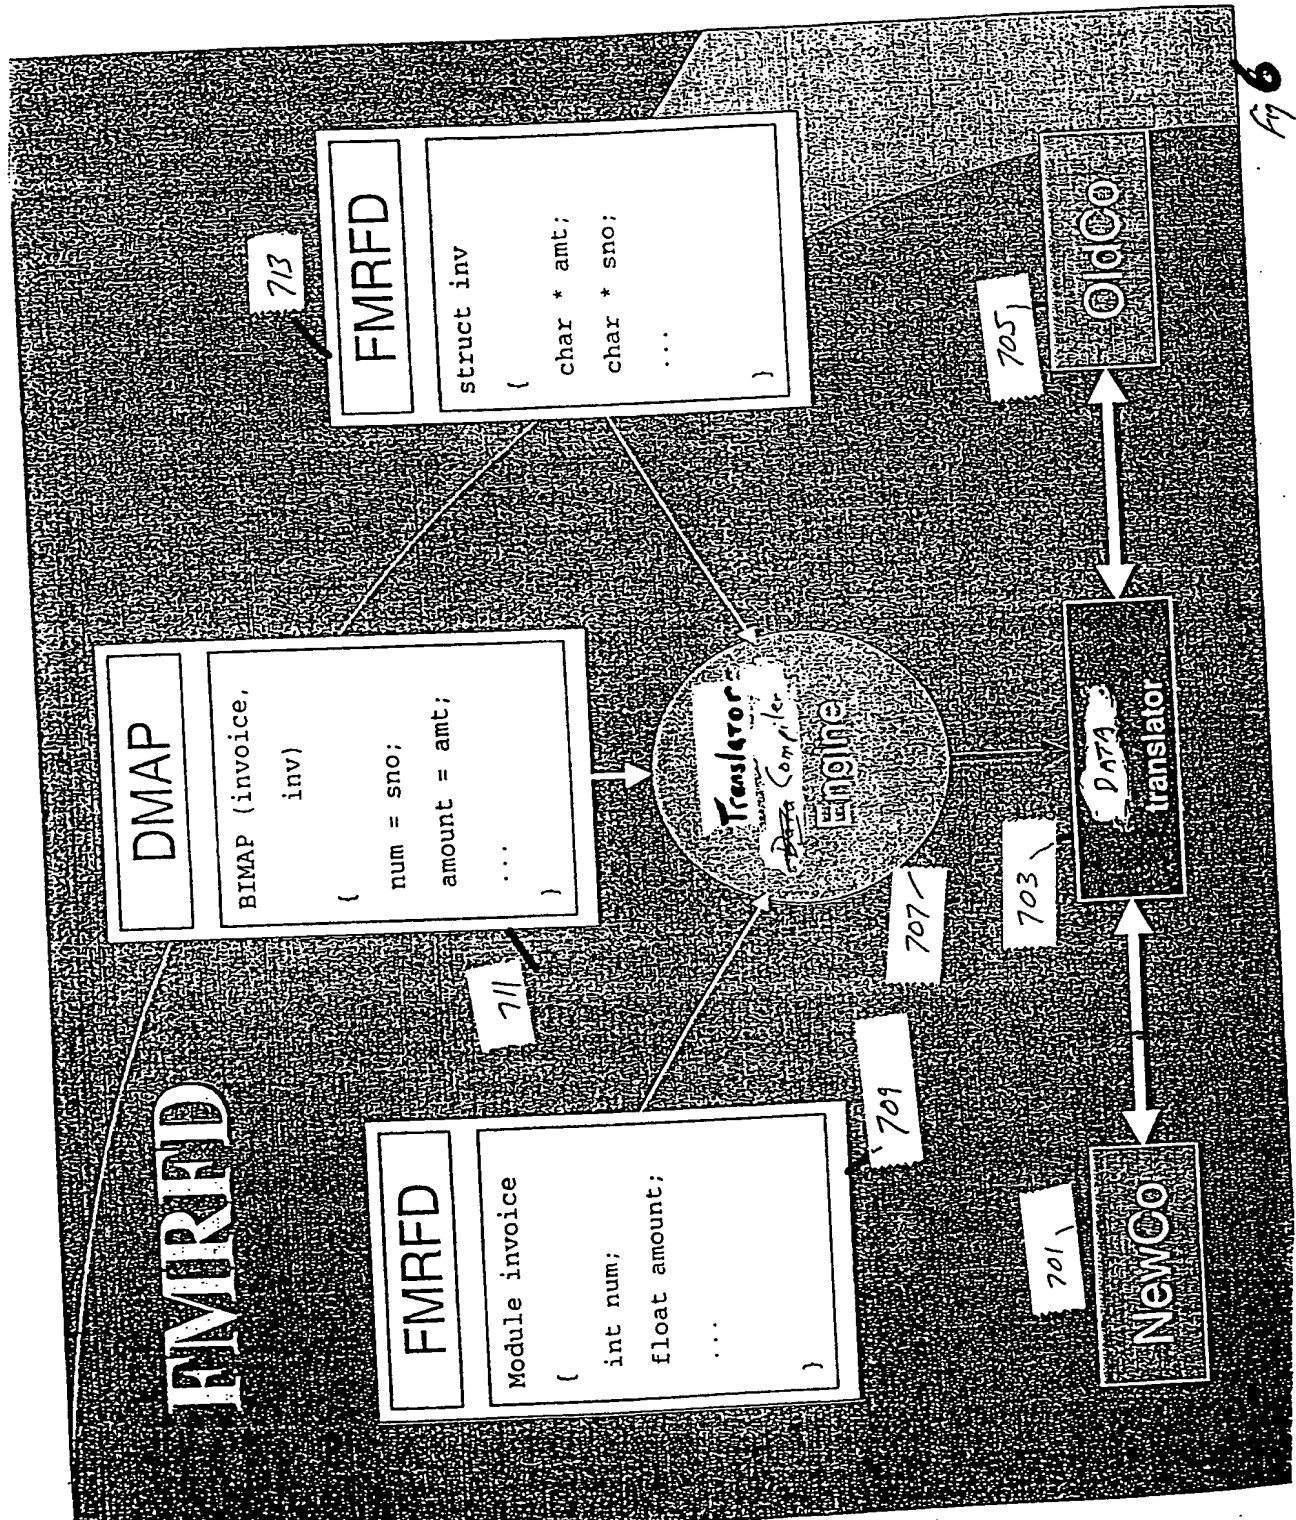 FMRFD
FMRFD
Module invoice
{
int num;
float amount;
...
}
709
DMAP
BIMAP (invoice,
inv)
{
num = sno;
amount = amt;
...
}
711
FMRFD
struct inv
{
char * amt;
char * sno;
...
}
713
Translator
Data Compiler
Engine
707
NewCo
701
DATA
translator
703
OldCo
705
Fig 6